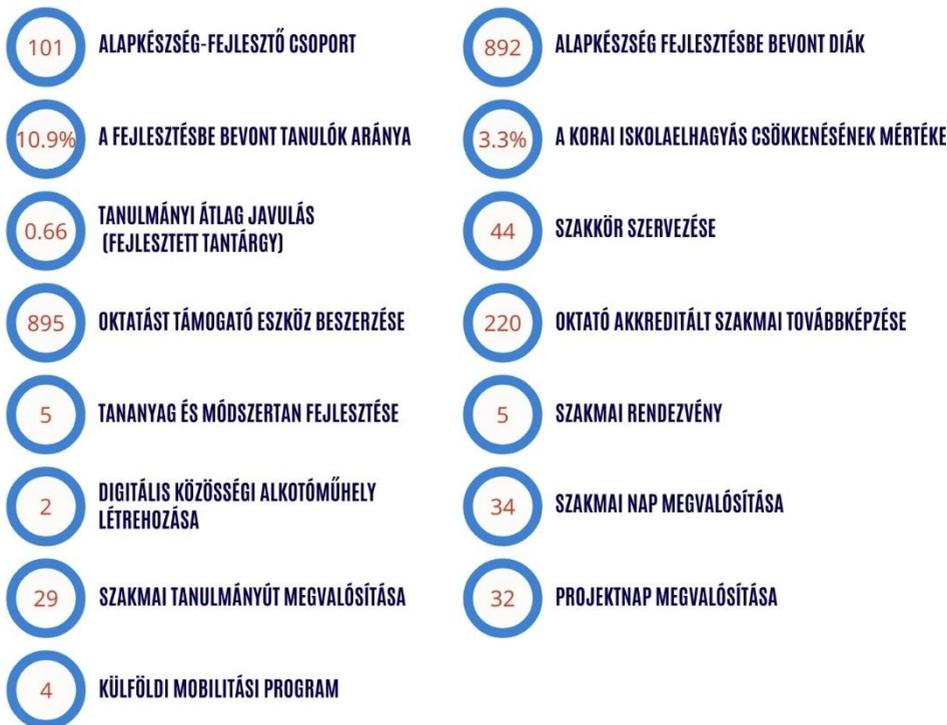 101 ALAPKÉSZSÉG-FEJLESZTŐ CSOPORT
892 ALAPKÉSZSÉG FEJLESZTÉSBE BEVONT DIÁK
10.9% A FEJLESZTÉSBE BEVONT TANULÓK ARÁNYA
3.3% A KORAI ISKOLAELHAGYÁS CSÖKKENÉSÉNEK MÉRTÉKE
0.66 TANULMÁNYI ÁTLAG JAVULÁS
(FEJLESZTETT TANTÁRGY)
44 SZAKKÖR SZERVEZÉSE
895 OKTATÁST TÁMOGATÓ ESZKÖZ BESZERZÉSE
220 OKTATÓ AKKREDITÁLT SZAKMAI TOVÁBBKÉPZÉSE
5 TANANYAG ÉS MÓDSZERTAN FEJLESZTÉSE
5 SZAKMAI RENDEZVÉNY
2 DIGITÁLIS KÖZÖSSÉGI ALKOTÓMŰHELY
LÉTREHOZÁSA
34 SZAKMAI NAP MEGVALÓSÍTÁSA
29 SZAKMAI TANULMÁNYÚT MEGVALÓSÍTÁSA
32 PROJEKTNAP MEGVALÓSÍTÁSA
4 KÜLFÖLDI MOBILITÁSI PROGRAM